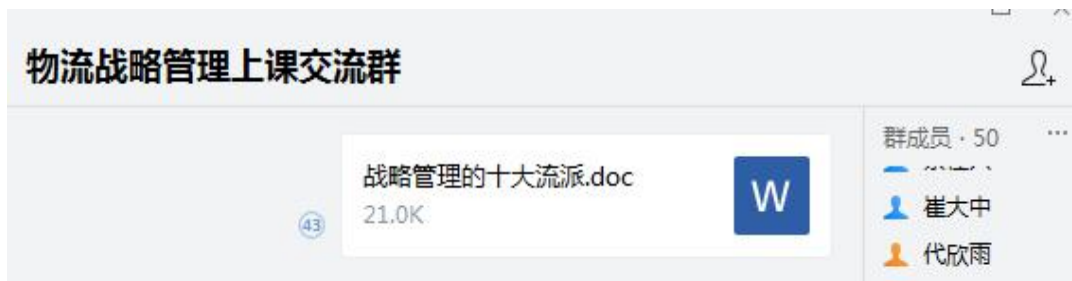 物流战略管理上课交流群
群成员 · 50
战略管理的十大流派.doc
W
21.0K
43
崔大中
代欣雨